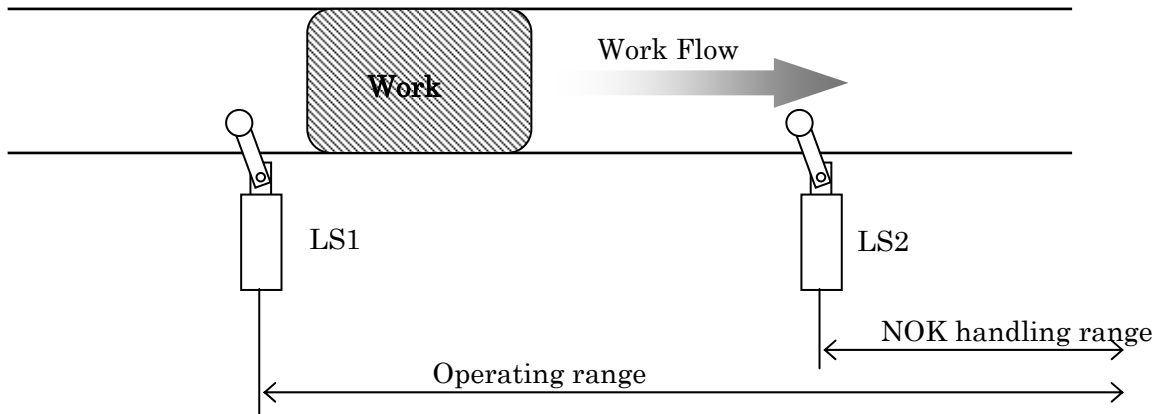 Work Flow
Work
LS1
LS2
NOK handling range
Operating range